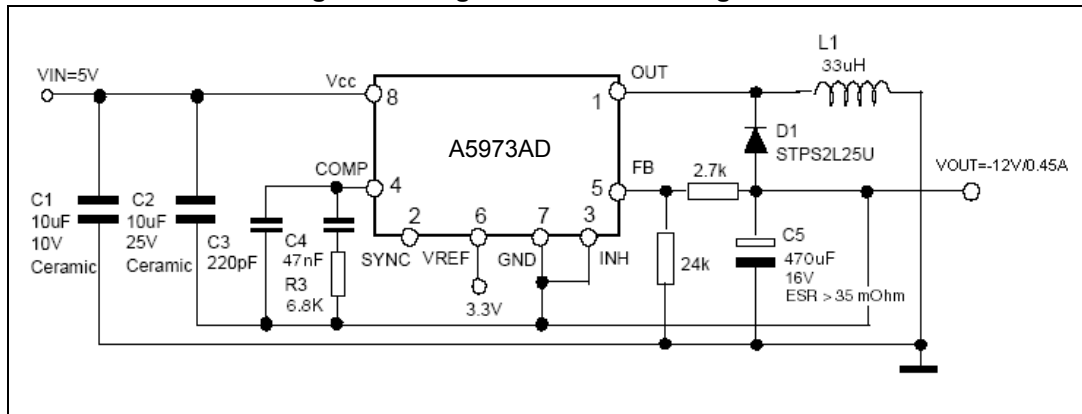 VIN=5V
Vcc
8
A5973AD
OUT
1
L1
33uH
D1
STPS2L25U
VOUT=-12V/0.45A
COMP
4
FB
5
2.7k
C1
10uF
10V
Ceramic
C2
10uF
25V
Ceramic
C3
220pF
C4
47nF
R3
6.8K
2
SYNC
6
VREF
3.3V
7
GND
3
INH
24k
C5
470uF
16V
ESR > 35 mOhm